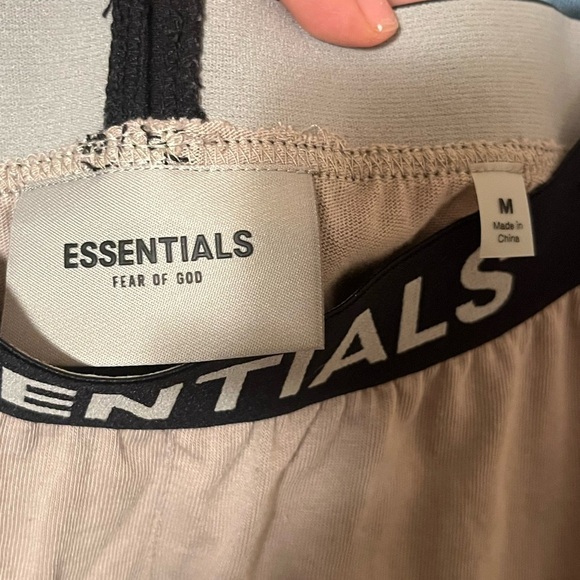 ESSENTIALS
FEAR OF GOD
M
Made in
China
ENTIALS